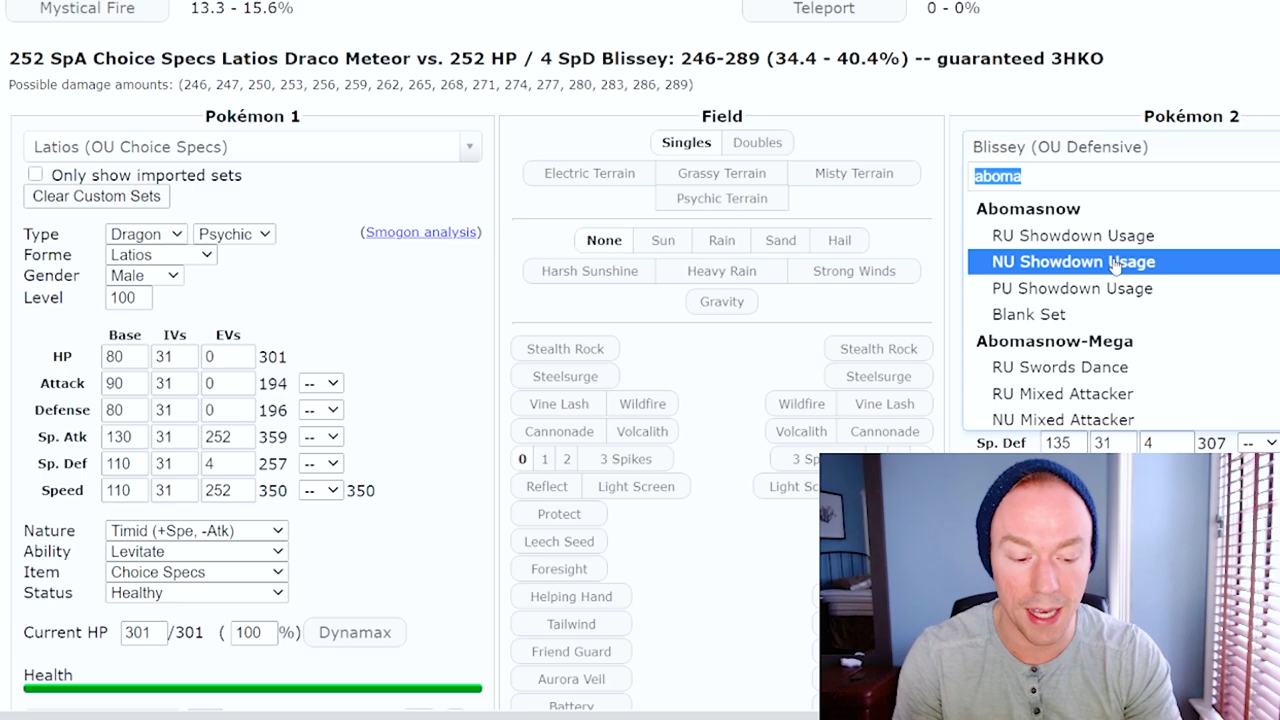 Mystical Fire 13.3 - 15.6% Teleport 0 - 0%
252 SpA Choice Specs Latios Draco Meteor vs. 252 HP / 4 SpD Blissey: 246-289 (34.4 - 40.4%) -- guaranteed 3HKO
Possible damage amounts: (246, 247, 250, 253, 256, 259, 262, 265, 268, 271, 274, 277, 280, 283, 286, 289)
Pokémon 1
Latios (OU Choice Specs)
Only show imported sets
Clear Custom Sets
Type Dragon Psychic (Smogon analysis)
Forme Latios
Gender Male
Level 100
Base IVs EVs
HP 80 31 0 301
Attack 90 31 0 194 --
Defense 80 31 0 196 --
Sp. Atk 130 31 252 359 --
Sp. Def 110 31 4 257 --
Speed 110 31 252 350 -- 350
Nature Timid (+Spe, -Atk)
Ability Levitate
Item Choice Specs
Status Healthy
Current HP 301 /301 ( 100 %) Dynamax
Health
Field
Singles Doubles
Electric Terrain Grassy Terrain Misty Terrain
Psychic Terrain
None Sun Rain Sand Hail
Harsh Sunshine Heavy Rain Strong Winds
Gravity
Stealth Rock Stealth Rock
Steelsurge Steelsurge
Vine Lash Wildfire Wildfire Vine Lash
Cannonade Volcalith Volcalith Cannonade
0 1 2 3 Spikes 3 Sp
Reflect Light Screen Light Sc
Protect
Leech Seed
Foresight
Helping Hand
Tailwind
Friend Guard
Aurora Veil
Battery
Pokémon 2
Blissey (OU Defensive)
aboma
Abomasnow
RU Showdown Usage
NU Showdown Usage
PU Showdown Usage
Blank Set
Abomasnow-Mega
RU Swords Dance
RU Mixed Attacker
NU Mixed Attacker
Sp. Def 135 31 4 307 --